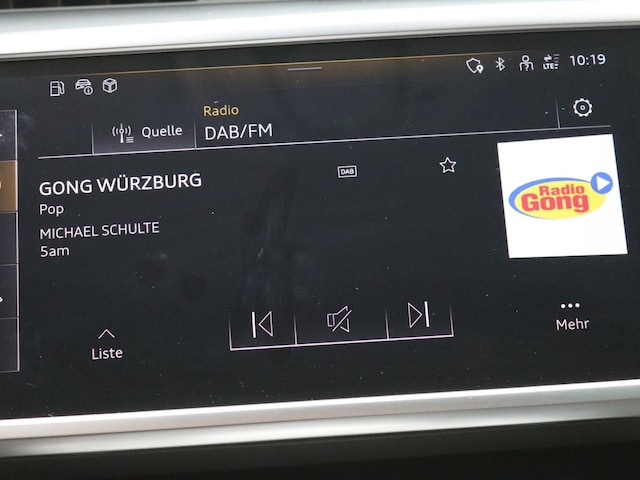 LTE
10:19
Radio
Quelle
DAB/FM
GONG WÜRZBURG
DAB
Pop
MICHAEL SCHULTE
5am
Radio
Gong
Liste
Mehr